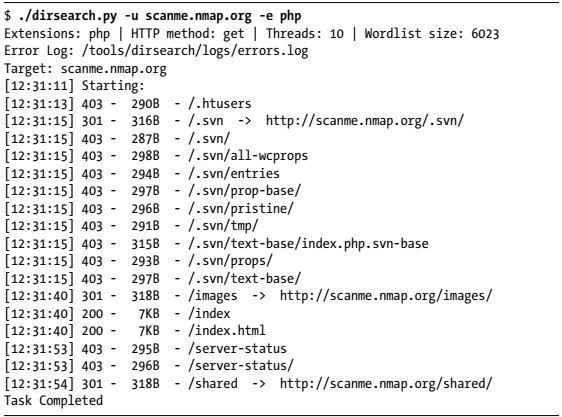 $ ./dirsearch.py -u scanme.nmap.org -e php
Extensions: php | HTTP method: get | Threads: 10 | Wordlist size: 6023
Error Log: /tools/dirsearch/logs/errors.log
Target: scanme.nmap.org
[12:31:11] Starting:
[12:31:13] 403 -  290B  - /.htusers
[12:31:15] 301 -  316B  - /.svn  ->  http://scanme.nmap.org/.svn/
[12:31:15] 403 -  287B  - /.svn/
[12:31:15] 403 -  298B  - /.svn/all-wcprops
[12:31:15] 403 -  294B  - /.svn/entries
[12:31:15] 403 -  297B  - /.svn/prop-base/
[12:31:15] 403 -  296B  - /.svn/pristine/
[12:31:15] 403 -  291B  - /.svn/tmp/
[12:31:15] 403 -  315B  - /.svn/text-base/index.php.svn-base
[12:31:15] 403 -  293B  - /.svn/props/
[12:31:15] 403 -  297B  - /.svn/text-base/
[12:31:40] 301 -  318B  - /images  ->  http://scanme.nmap.org/images/
[12:31:40] 200 -    7KB  - /index
[12:31:40] 200 -    7KB  - /index.html
[12:31:53] 403 -  295B  - /server-status
[12:31:53] 403 -  296B  - /server-status/
[12:31:54] 301 -  318B  - /shared  ->  http://scanme.nmap.org/shared/
Task Completed